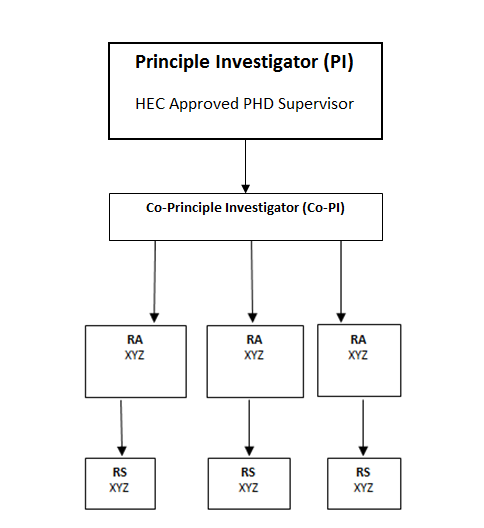 Principle Investigator (PI)
HEC Approved PHD Supervisor
Co-Principle Investigator (Co-PI)
RA
XYZ
RA
XYZ
RA
XYZ
RS
XYZ
RS
XYZ
RS
XYZ